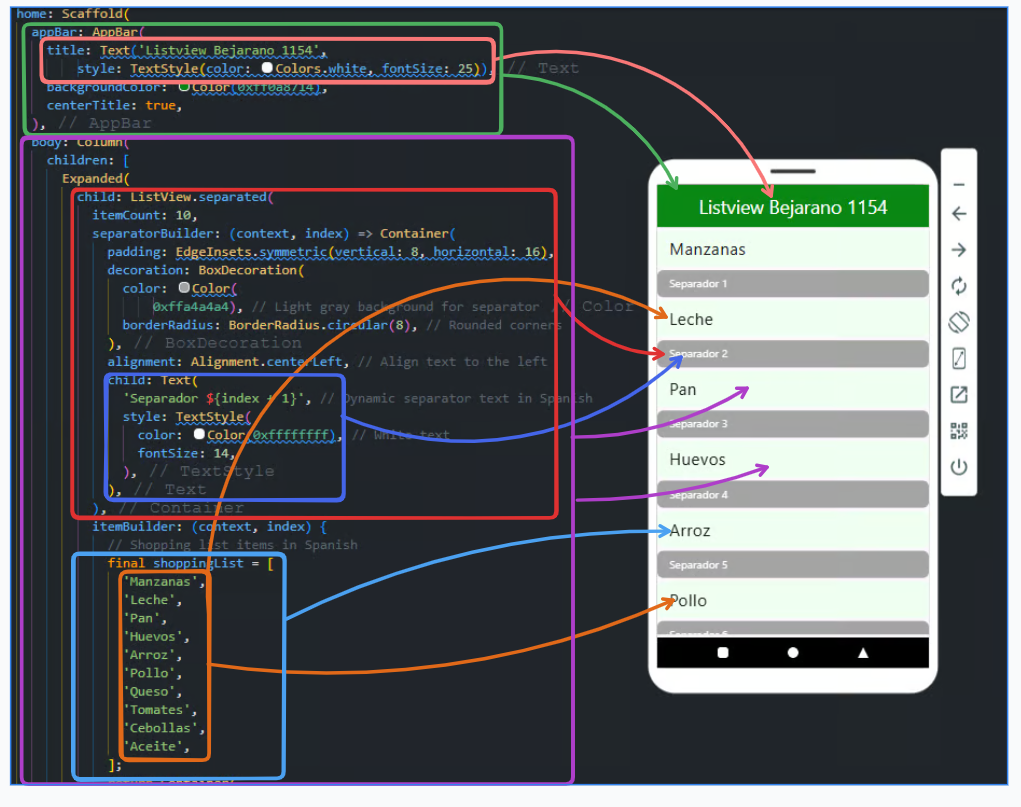 home: Scaffold(
appBar: AppBar(
title: Text('Listview Bejarano 1154',
style: TextStyle(color: Colors.white, fontSize: 25)), // Text
backgroundColor: Color(0xff0a8714),
centerTitle: true,
), // AppBar
body: Column(
children: [
Expanded(
child: ListView.separated(
itemCount: 10,
separatorBuilder: (context, index) => Container(
padding: EdgeInsets.symmetric(vertical: 8, horizontal: 16),
decoration: BoxDecoration(
color: Color(
0xffa4a4a4), // Light gray background for separator // Color
borderRadius: BorderRadius.circular(8), // Rounded corners
), // BoxDecoration
alignment: Alignment.centerLeft, // Align text to the left
child: Text(
'Separador ${index + 1}', // Dynamic separator text in Spanish
style: TextStyle(
color: Color(0xffffffff), // White text
fontSize: 14,
), // TextStyle
), // Text
), // Container
itemBuilder: (context, index) {
// Shopping list items in Spanish
final shoppingList = [
'Manzanas',
'Leche',
'Pan',
'Huevos',
'Arroz',
'Pollo',
'Queso',
'Tomates',
'Cebollas',
'Aceite',
];
Listview Bejarano 1154
Manzanas
Separador 1
Leche
Separador 2
Pan
Separador 3
Huevos
Separador 4
Arroz
Separador 5
Pollo